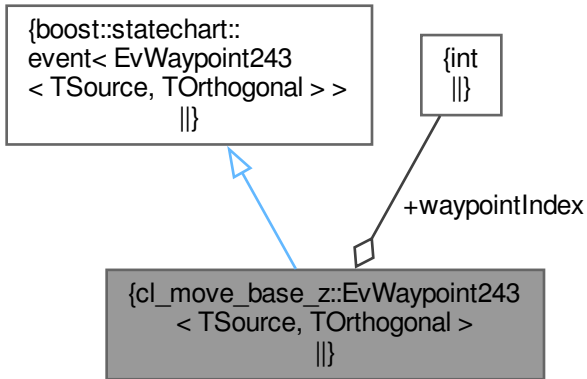 {boost::statechart::
event< EvWaypoint243
< TSource, TOrthogonal > >
||}
{int
||}
+waypointIndex
{cl_move_base_z::EvWaypoint243
< TSource, TOrthogonal >
||}